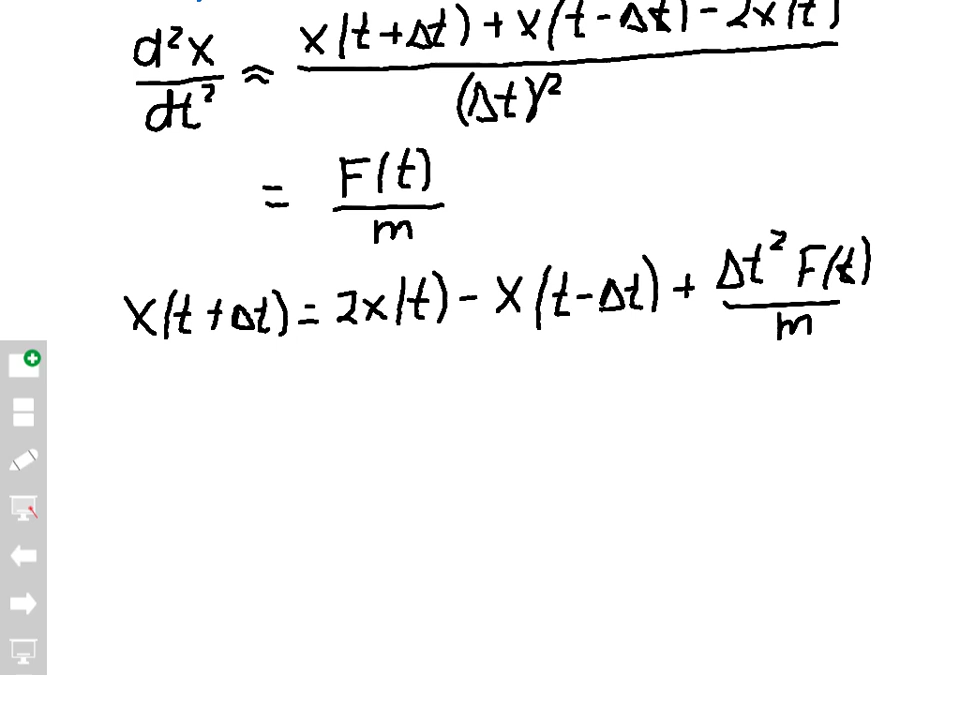 d²x/dt² ≈ (x(t+Δt) + x(t-Δt) - 2x(t))/(Δt)²
= F(t)/m
x(t+Δt) = 2x(t) - x(t-Δt) + Δt² F(t)/m